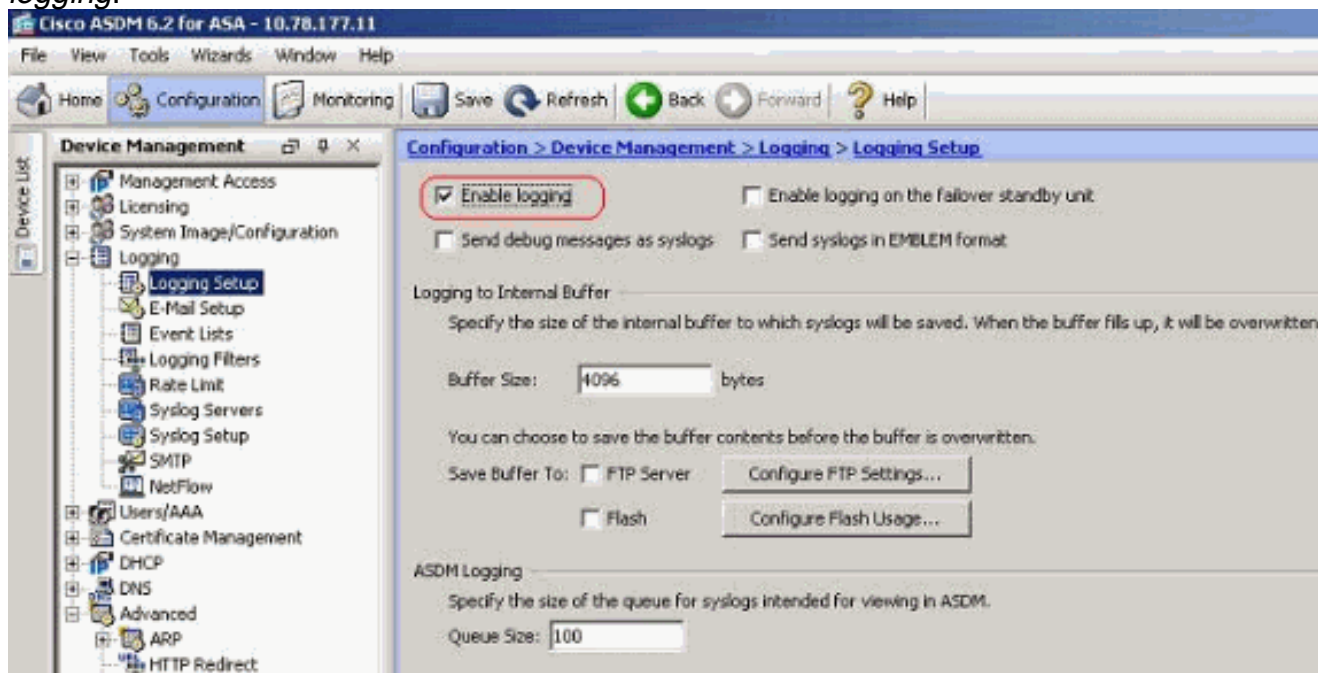 logging.
Cisco ASDM 6.2 for ASA - 10.78.177.11
File View Tools Wizards Window Help
Home Configuration Monitoring Save Refresh Back Forward Help
Device List
Device Management
Management Access
Licensing
System Image/Configuration
Logging
Logging Setup
E-Mail Setup
Event Lists
Logging Filters
Rate Limit
Syslog Servers
Syslog Setup
SMTP
NetFlow
Users/AAA
Certificate Management
DHCP
DNS
Advanced
ARP
HTTP Redirect
Configuration > Device Management > Logging > Logging Setup
Enable logging Enable logging on the failover standby unit
Send debug messages as syslogs Send syslogs in EMBLEM format
Logging to Internal Buffer
Specify the size of the internal buffer to which syslogs will be saved. When the buffer fills up, it will be overwritten
Buffer Size: 4096 bytes
You can choose to save the buffer contents before the buffer is overwritten.
Save Buffer To: FTP Server Configure FTP Settings...
Flash Configure Flash Usage...
ASDM Logging
Specify the size of the queue for syslogs intended for viewing in ASDM.
Queue Size: 100